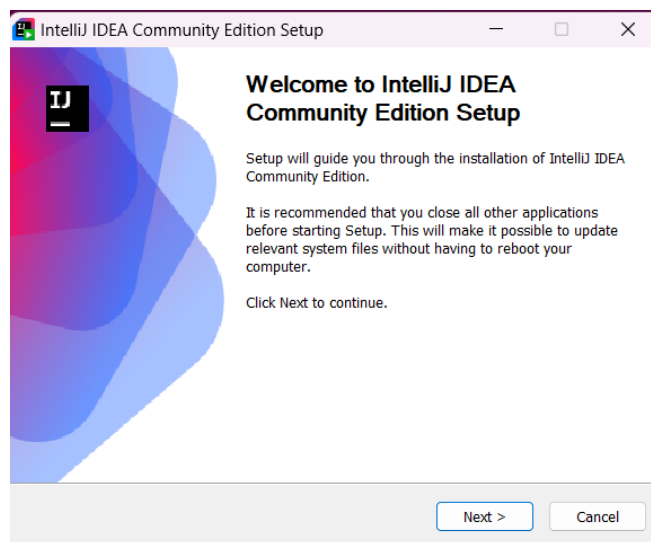 IntelliJ IDEA Community Edition Setup
IJ
Welcome to IntelliJ IDEA
Community Edition Setup
Setup will guide you through the installation of IntelliJ IDEA
Community Edition.
It is recommended that you close all other applications
before starting Setup. This will make it possible to update
relevant system files without having to reboot your
computer.
Click Next to continue.
Next > Cancel